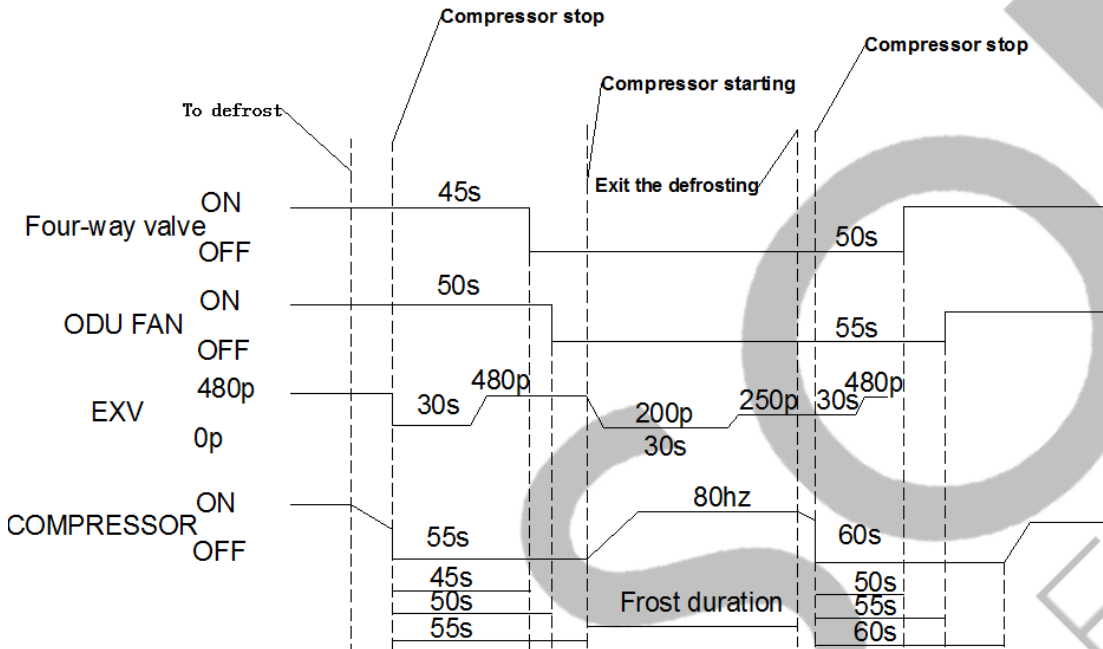 Compressor stop
Compressor stop
Compressor starting
To defrost
Exit the defrosting
ON 45s
Four-way valve
OFF 50s
ON 50s
ODU FAN
OFF 55s
480p 30s 480p 200p 250p 30s 480p
EXV
0p 30s
ON 80hz
COMPRESSOR
OFF 55s 60s
45s 50s
50s Frost duration 55s
55s 60s